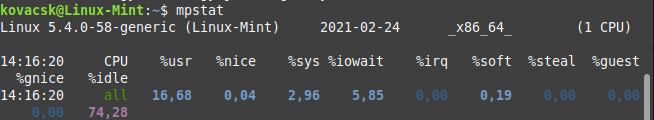 kovacsk@Linux-Mint:~$ mpstat
Linux 5.4.0-58-generic (Linux-Mint) 2021-02-24 _x86_64_ (1 CPU)
14:16:20 CPU %usr %nice %sys %iowait %irq %soft %steal %guest
%gnice %idle
14:16:20 all 16,68 0,04 2,96 5,85 0,00 0,19 0,00 0,00
0,00 74,28